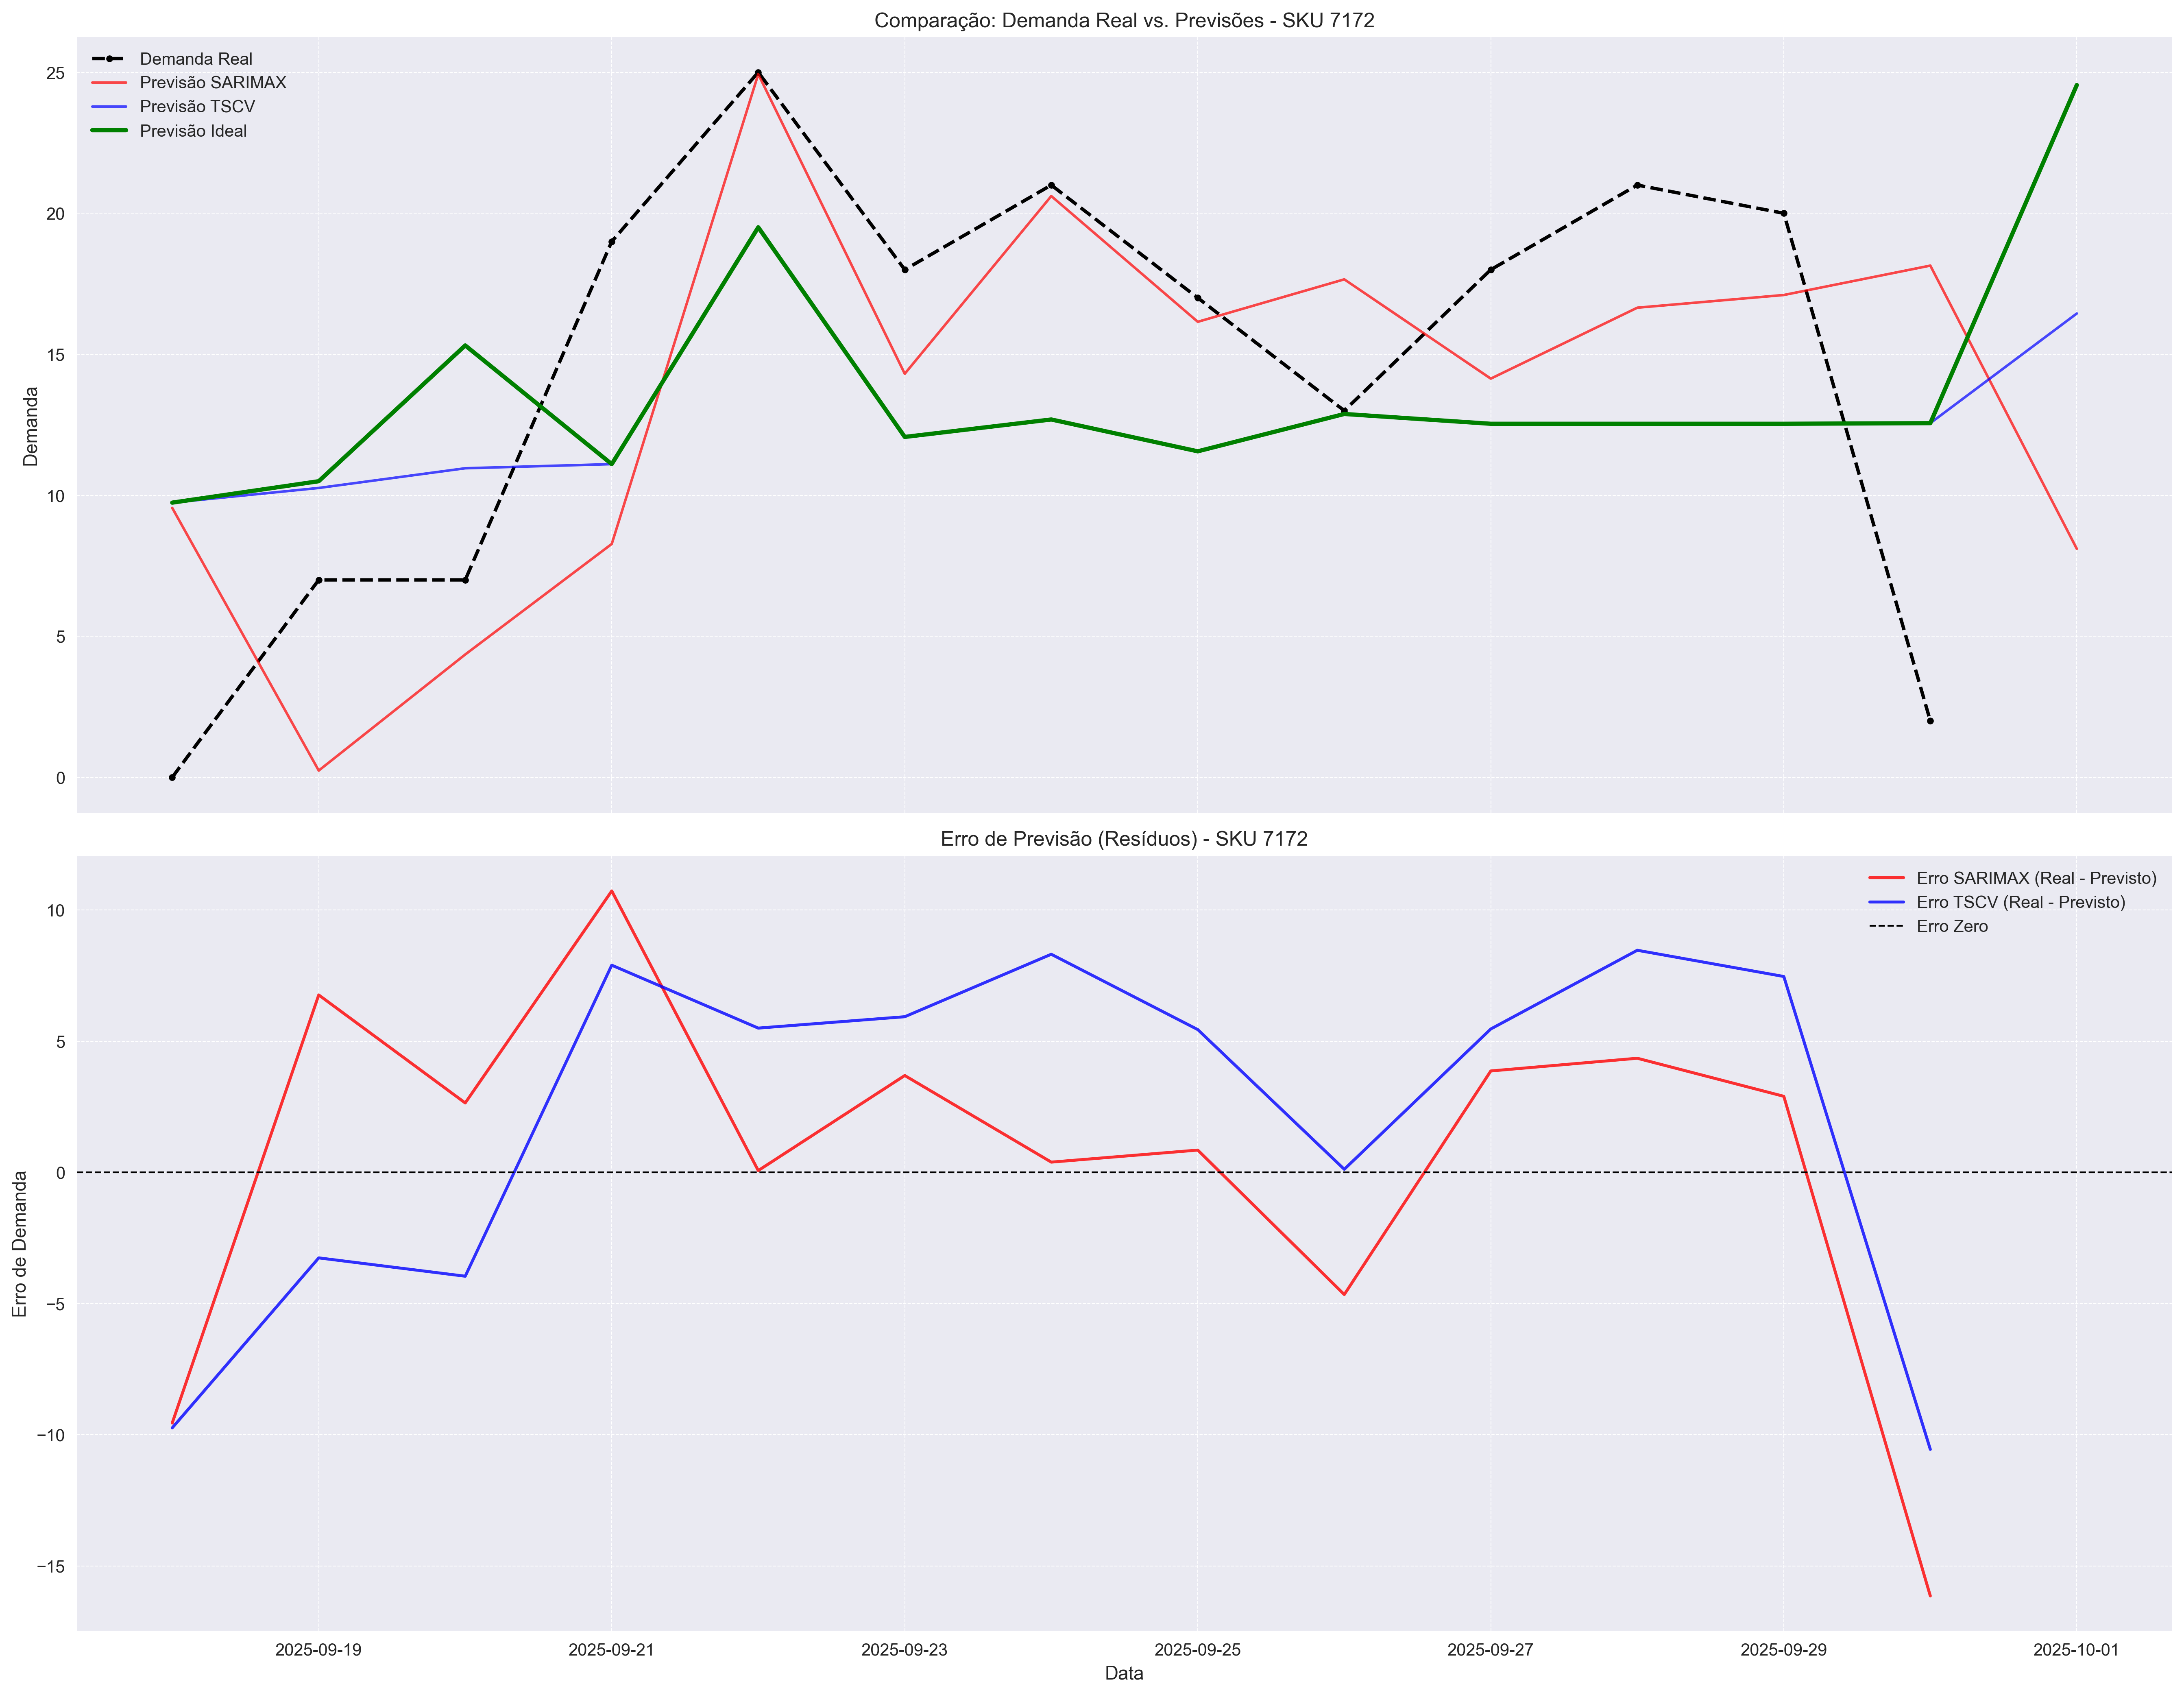 Comparação: Demanda Real vs. Previsões - SKU 7172
Demanda Real
Previsão SARIMAX
Previsão TSCV
Previsão Ideal
25
20
15
10
5
0
Demanda
Erro de Previsão (Resíduos) - SKU 7172
Erro SARIMAX (Real - Previsto)
Erro TSCV (Real - Previsto)
Erro Zero
10
5
0
−5
−10
−15
Erro de Demanda
2025-09-19
2025-09-21
2025-09-23
2025-09-25
2025-09-27
2025-09-29
2025-10-01
Data